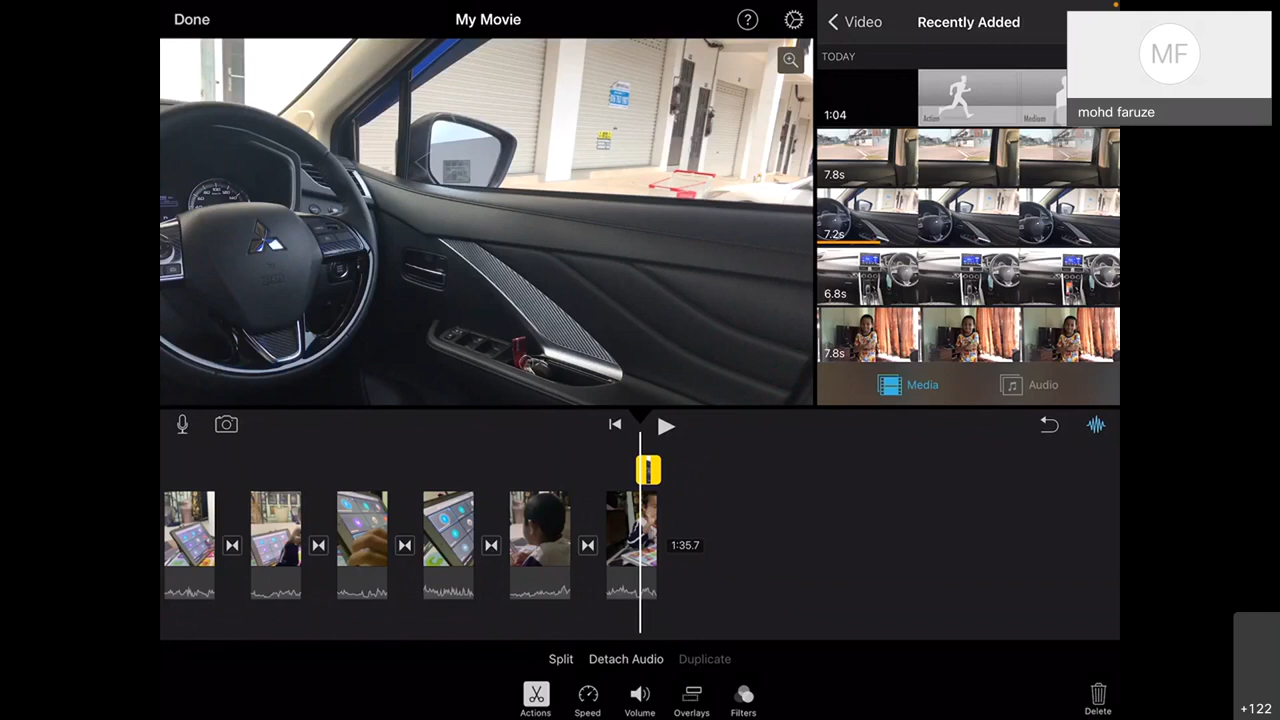 Done
My Movie
?
Video
Recently Added
MF
mohd faruze
TODAY
1:04
Action
Medium
7.8s
7.2s
6.8s
7.8s
Media
Audio
1:35.7
Split
Detach Audio
Duplicate
Actions
Speed
Volume
Overlays
Filters
Delete
+122